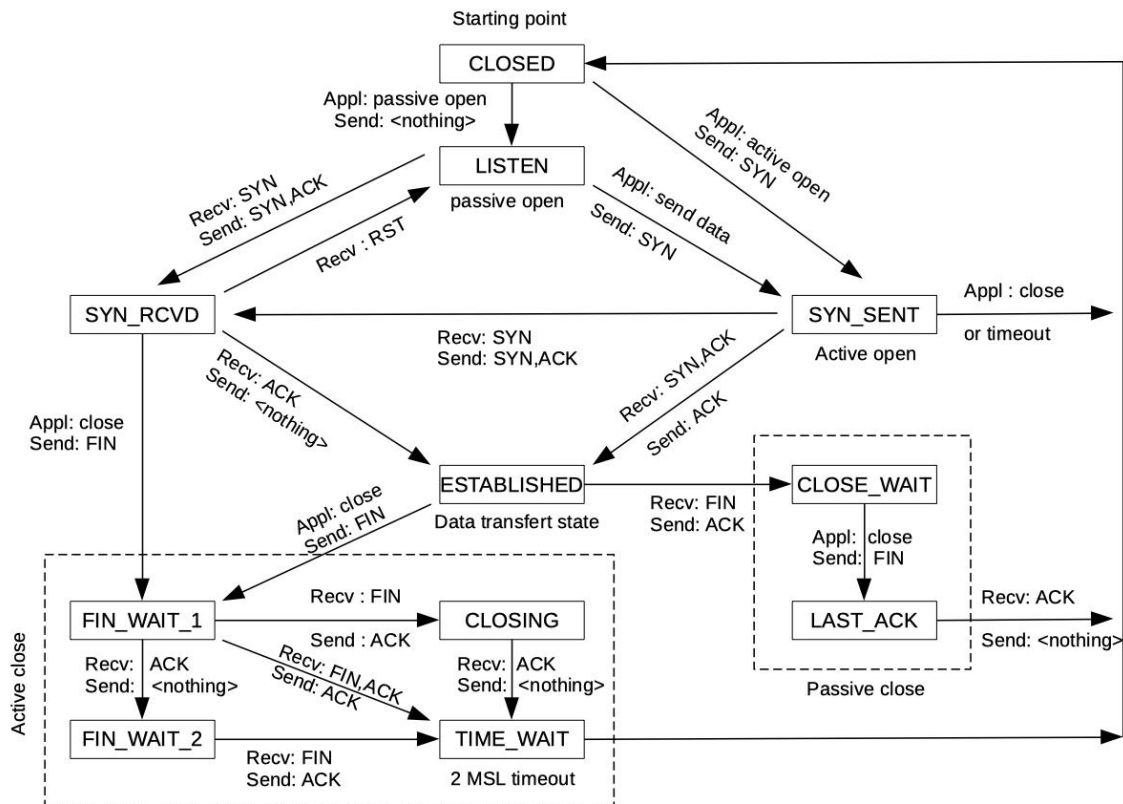 Starting point
CLOSED
Appl: passive open
Send: <nothing>
Appl: active open
Send: SYN
LISTEN
passive open
Recv: SYN
Send: SYN,ACK
Recv : RST
Appl: send data
Send: SYN
SYN_RCVD
SYN_SENT
Active open
Appl : close
or timeout
Recv: SYN
Send: SYN,ACK
Recv: ACK
Send: <nothing>
Recv: SYN,ACK
Send: ACK
Appl: close
Send: FIN
ESTABLISHED
Data transfert state
Recv: FIN
Send: ACK
CLOSE_WAIT
Appl: close
Send: FIN
Appl: close
Send: FIN
LAST_ACK
Recv: ACK
Send: <nothing>
Passive close
Active close
FIN_WAIT_1
Recv : FIN
Send : ACK
CLOSING
Recv: ACK
Send: <nothing>
Recv: FIN,ACK
Send: ACK
Recv: ACK
Send: <nothing>
FIN_WAIT_2
Recv: FIN
Send: ACK
TIME_WAIT
2 MSL timeout